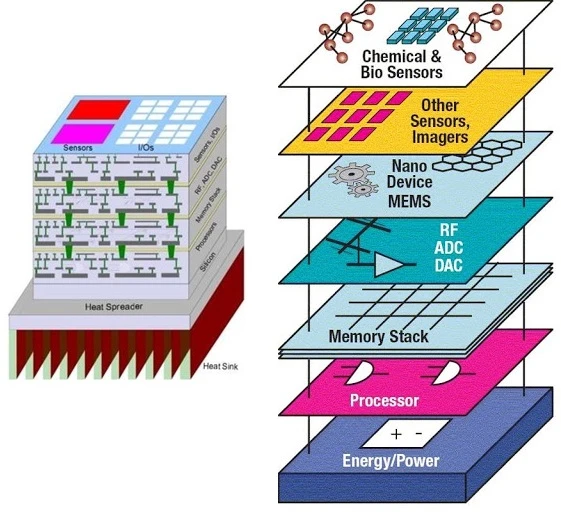 Sensors
I/Os
Sensors, I/Os
RF, ADC, DAC
Memory Stack
Processors
Silicon
Heat Spreader
Heat Sink
Chemical &
Bio Sensors
Other
Sensors,
Imagers
Nano
Device
MEMS
RF
ADC
DAC
Memory Stack
Processor
+ -
Energy/Power